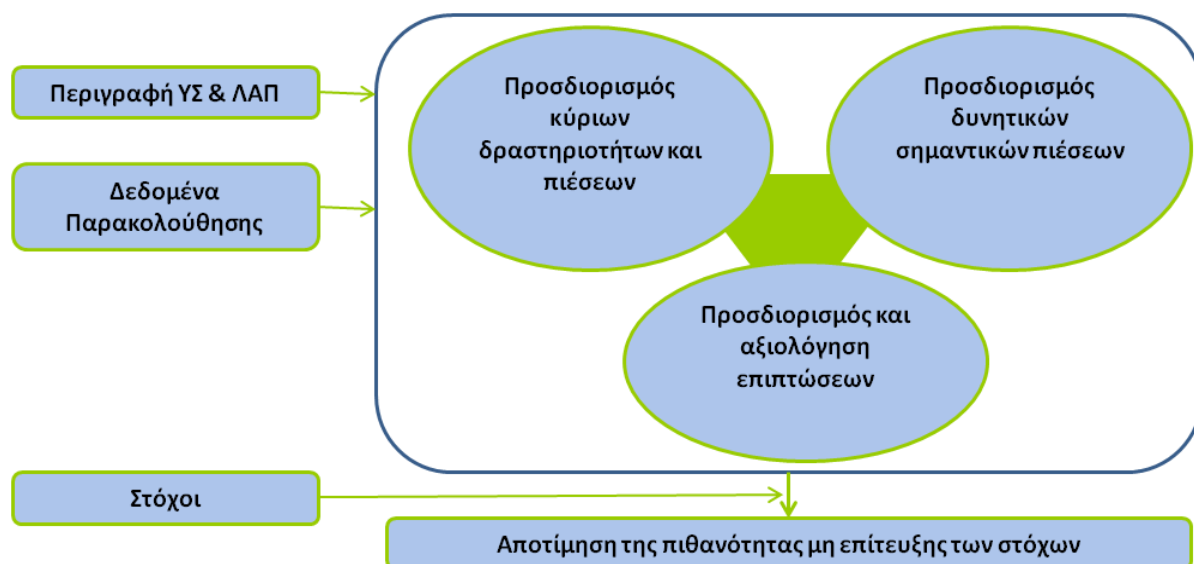 Περιγραφή ΥΣ & ΛΑΠ
Δεδομένα
Παρακολούθησης
Προσδιορισμός
κύριων
δραστηριοτήτων και
πιέσεων
Προσδιορισμός
δυνητικών
σημαντικών πιέσεων
Προσδιορισμός και
αξιολόγηση
επιπτώσεων
Στόχοι
Αποτίμηση της πιθανότητας μη επίτευξης των στόχων